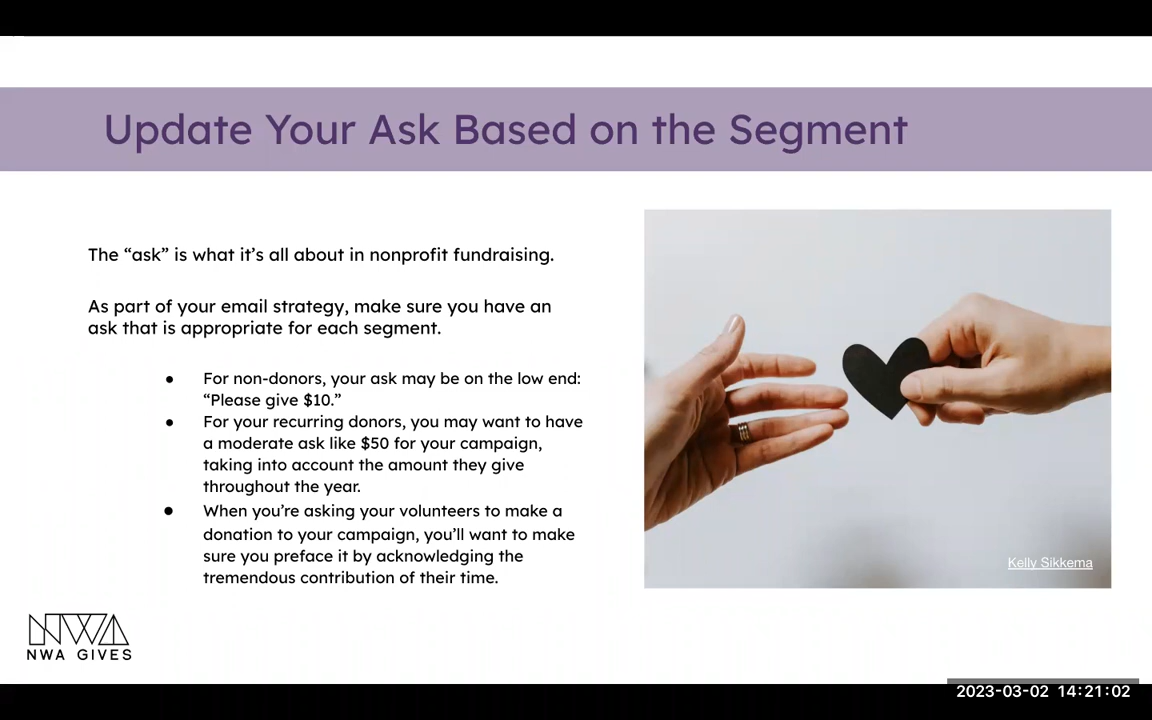 Update Your Ask Based on the Segment
The “ask” is what it’s all about in nonprofit fundraising.
As part of your email strategy, make sure you have an
ask that is appropriate for each segment.
● For non-donors, your ask may be on the low end:
“Please give $10.”
● For your recurring donors, you may want to have
a moderate ask like $50 for your campaign,
taking into account the amount they give
throughout the year.
● When you’re asking your volunteers to make a
donation to your campaign, you’ll want to make
sure you preface it by acknowledging the
tremendous contribution of their time.
Kelly Sikkema
NWA
NWA GIVES
2023-03-02 14:21:02